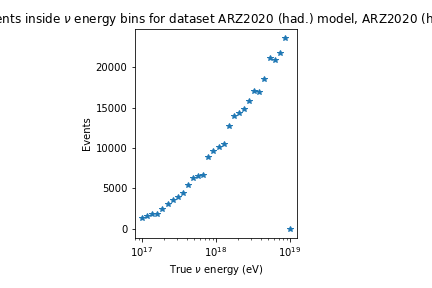 ents inside ν energy bins for dataset ARZ2020 (had.) model, ARZ2020 (h
20000
15000
10000
5000
0
Events
10¹⁷ 10¹⁸ 10¹⁹
True ν energy (eV)